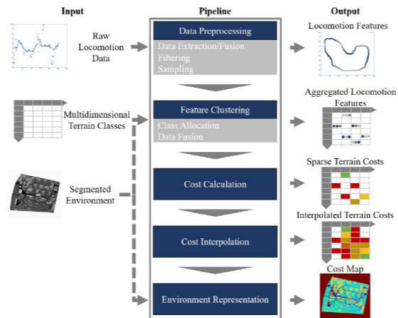 Input
Pipeline
Output
Raw
Locomotion
Data
Data Preprocessing
Data Extraction/Fusion
Filtering
Sampling
Locomotion Features
Multidimensional
Terrain Classes
Feature Clustering
Class Allocation
Data Fusion
Aggregated Locomotion
Features
Segmented
Environment
Cost Calculation
Sparse Terrain Costs
Cost Interpolation
Interpolated Terrain Costs
Environment Representation
Cost Map